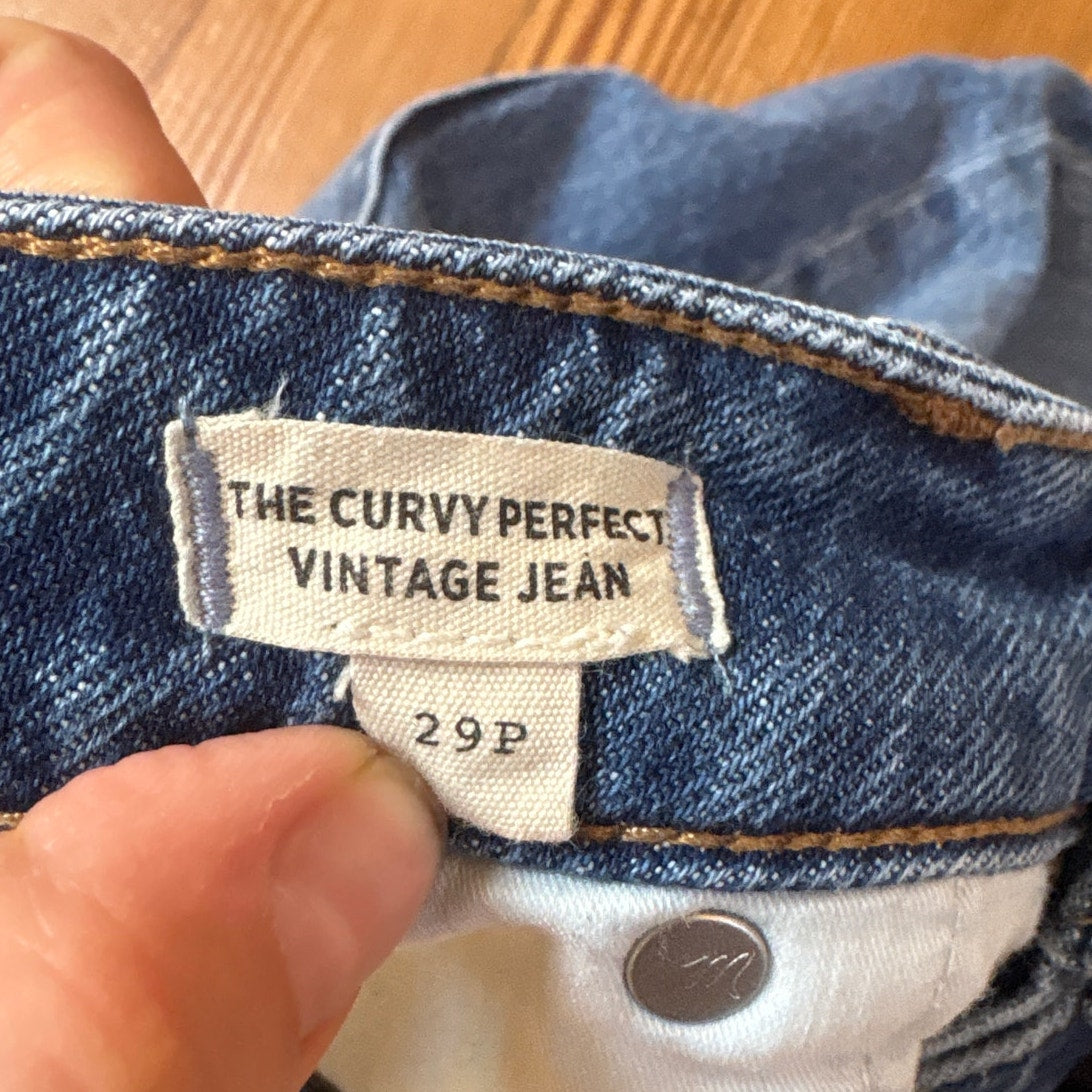 THE CURVY PERFECT
VINTAGE JEAN
29P